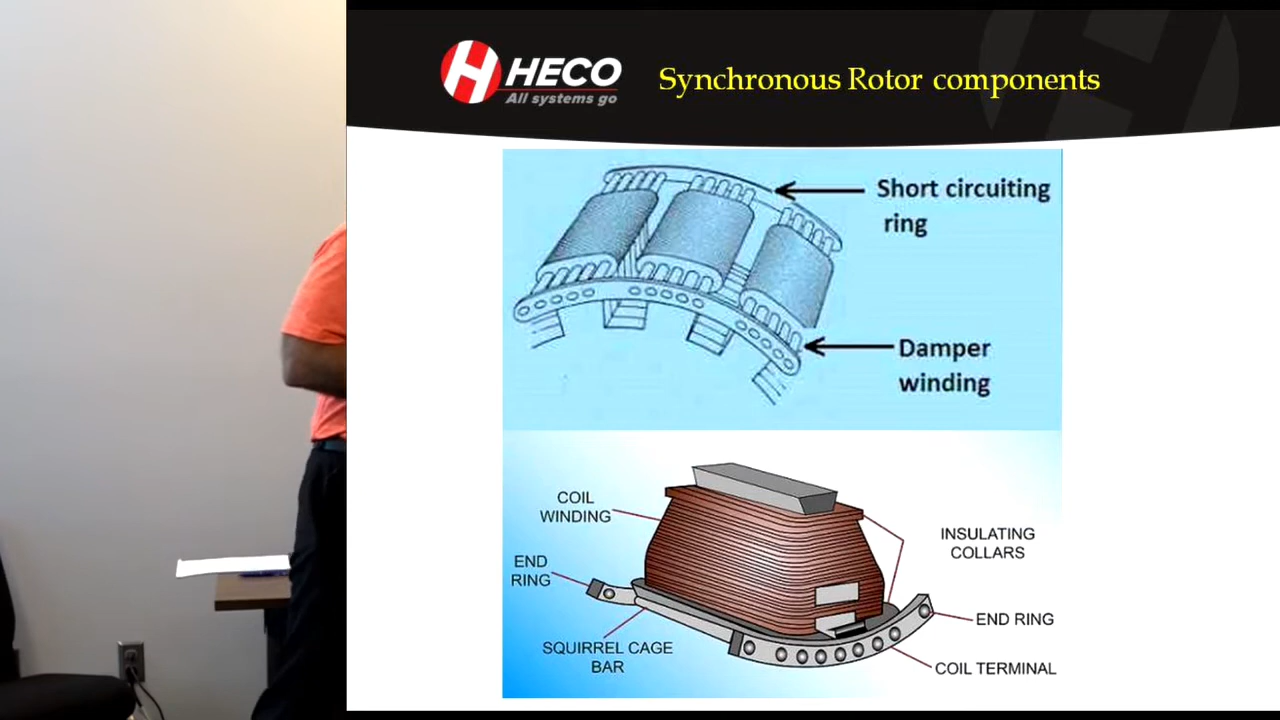 HECO
All systems go
Synchronous Rotor components
Short circuiting
ring
Damper
winding
COIL
WINDING
END
RING
SQUIRREL CAGE
BAR
INSULATING
COLLARS
END RING
COIL TERMINAL